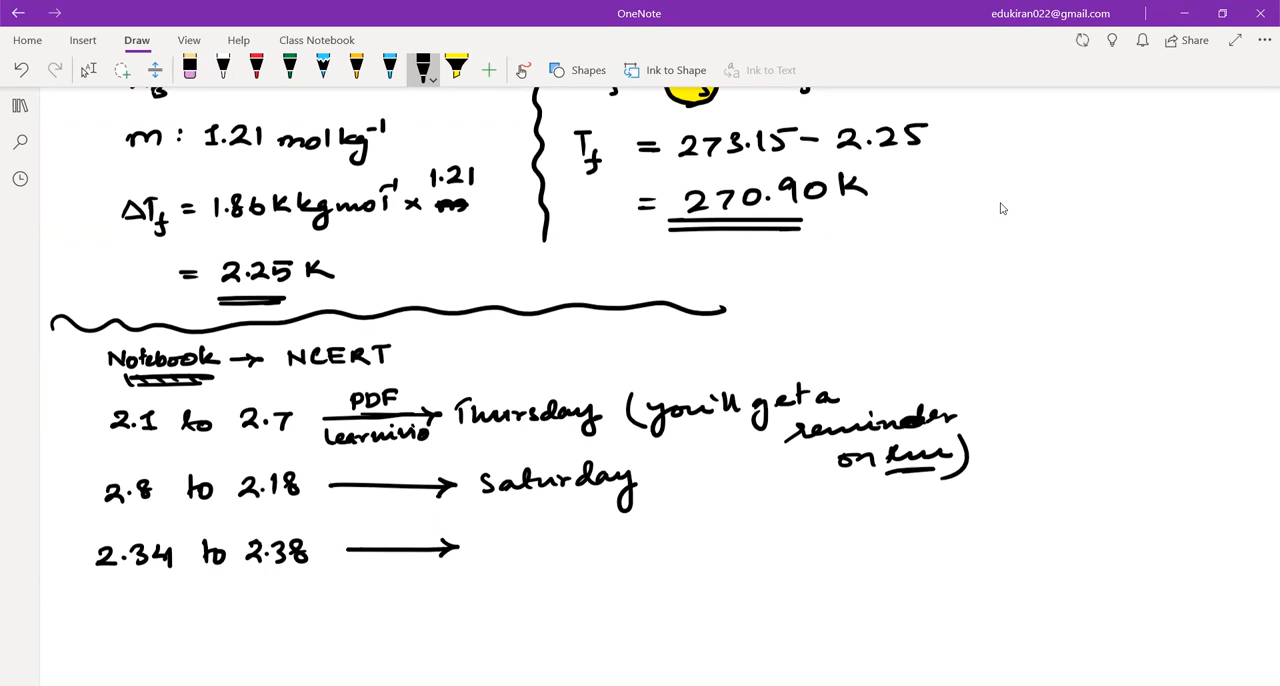 OneNote
edukiran022@gmail.com
Home Insert Draw View Help Class Notebook
Share
Shapes Ink to Shape Ink to Text
m : 1.21 mol kg⁻¹
ΔTf = 1.86 K kg mol⁻¹ × 1.21
= 2.25 K
Tf = 273.15 - 2.25
= 270.90 K
Notebook → NCERT
2.1 to 2.7 PDF → Thursday (you'll get a
reminder
on
2.8 to 2.18 → Saturday
2.34 to 2.38 →